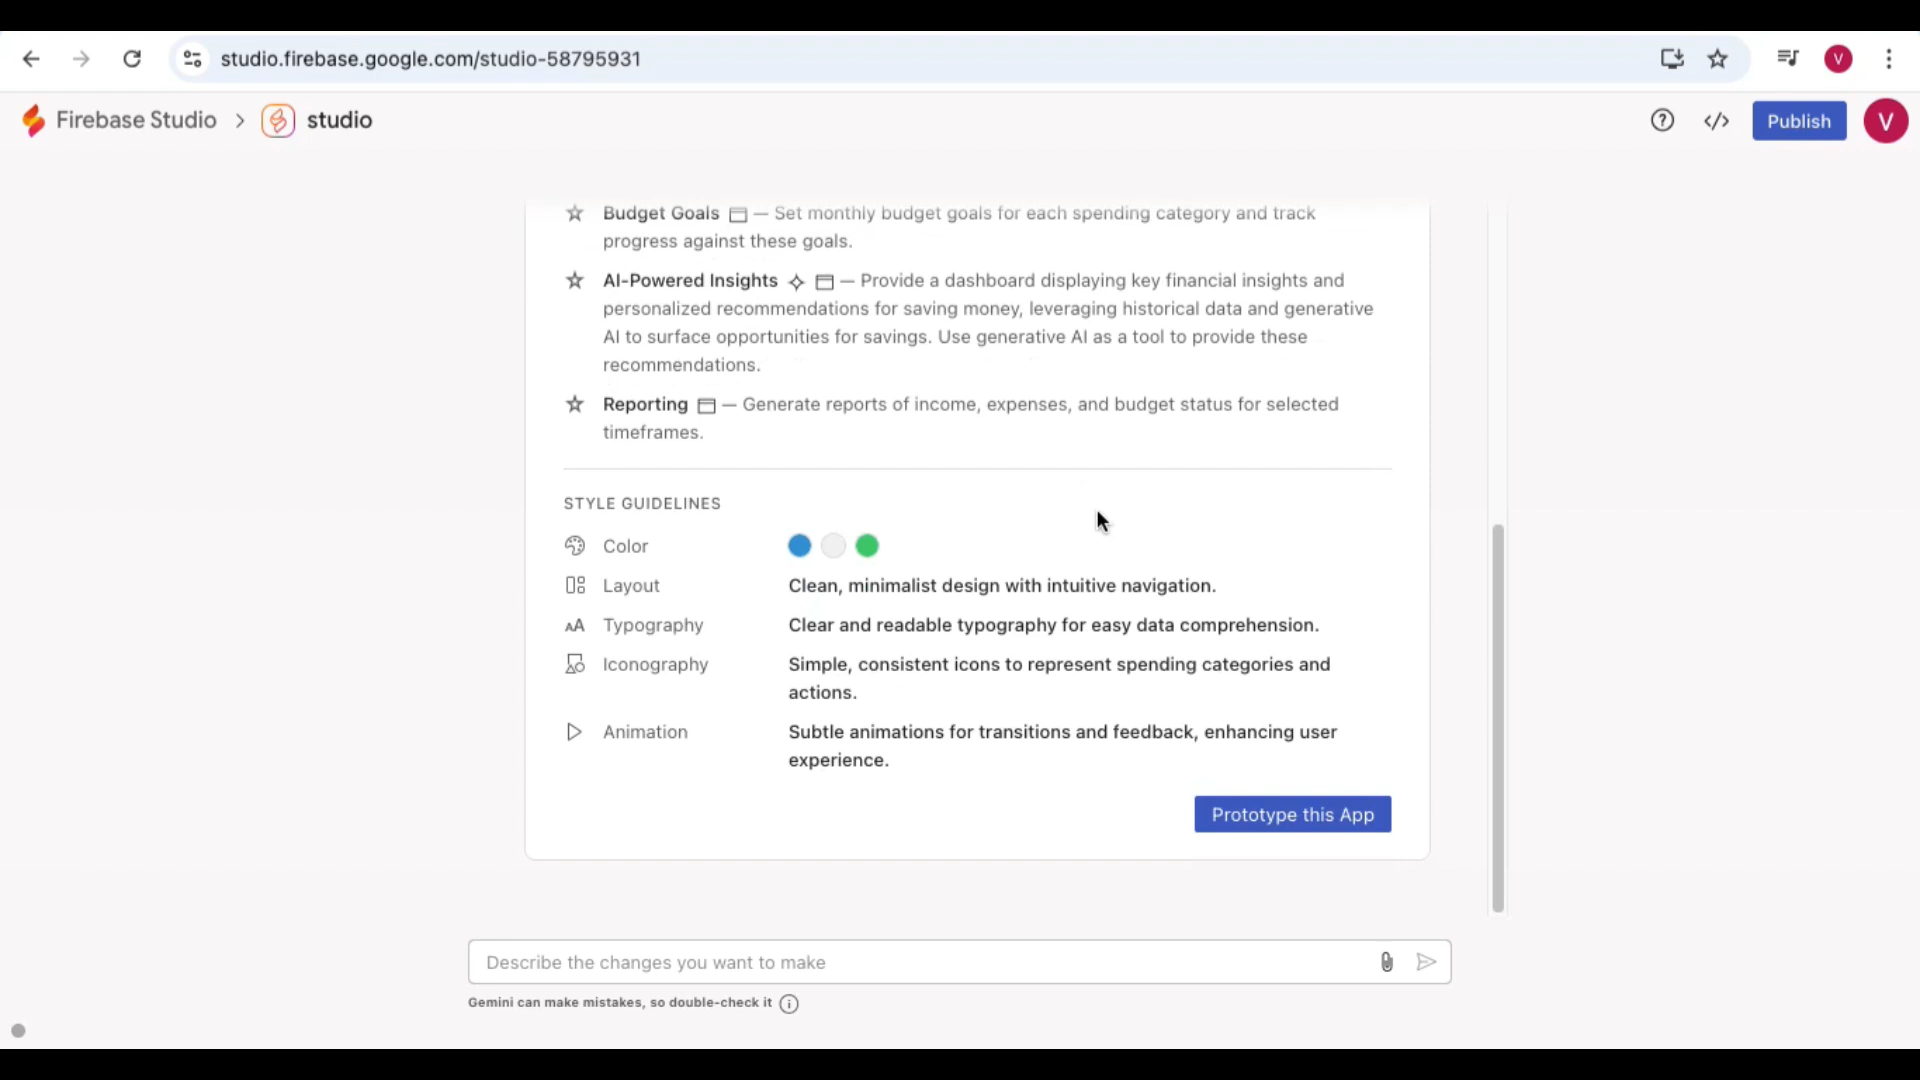 studio.firebase.google.com/studio-58795931
V
Firebase Studio > studio
</>
Publish
V
Budget Goals — Set monthly budget goals for each spending category and track
progress against these goals.
AI-Powered Insights — Provide a dashboard displaying key financial insights and
personalized recommendations for saving money, leveraging historical data and generative
AI to surface opportunities for savings. Use generative AI as a tool to provide these
recommendations.
Reporting — Generate reports of income, expenses, and budget status for selected
timeframes.
STYLE GUIDELINES
Color
Layout Clean, minimalist design with intuitive navigation.
AA Typography Clear and readable typography for easy data comprehension.
Iconography Simple, consistent icons to represent spending categories and
actions.
Animation Subtle animations for transitions and feedback, enhancing user
experience.
Prototype this App
Describe the changes you want to make
Gemini can make mistakes, so double-check it